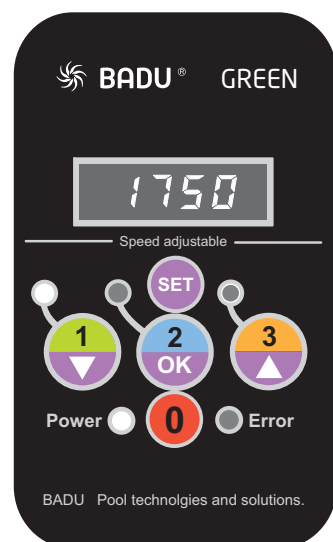 BADU ® GREEN
1750
Speed adjustable
SET
1 2 3
OK
Power 0 Error
BADU Pool technolgies and solutions.